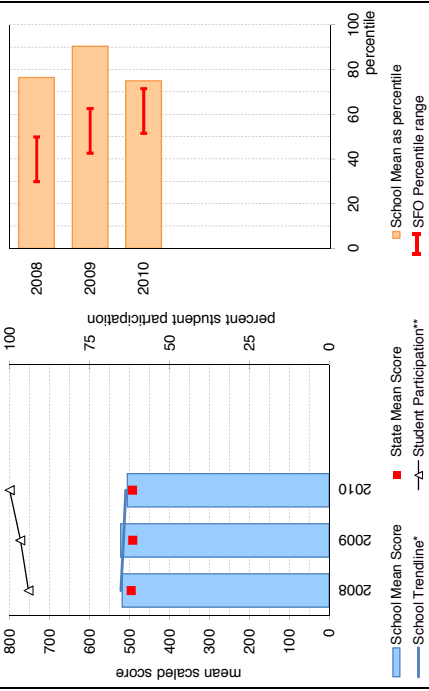 800
700
600
500
400
300
200
100
0
mean scaled score
100
75
50
25
0
percent student participation
2008
2009
2010
School Mean Score
State Mean Score
School Trendline*
Student Participation**
2008
2009
2010
0
20
40
60
80
100
percentile
School Mean as percentile
SFO Percentile range